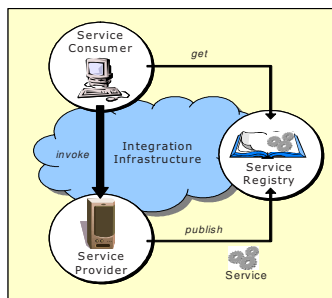 Service
Consumer
get
Integration
Infrastructure
invoke
Service
Registry
Service
Provider
publish
Service